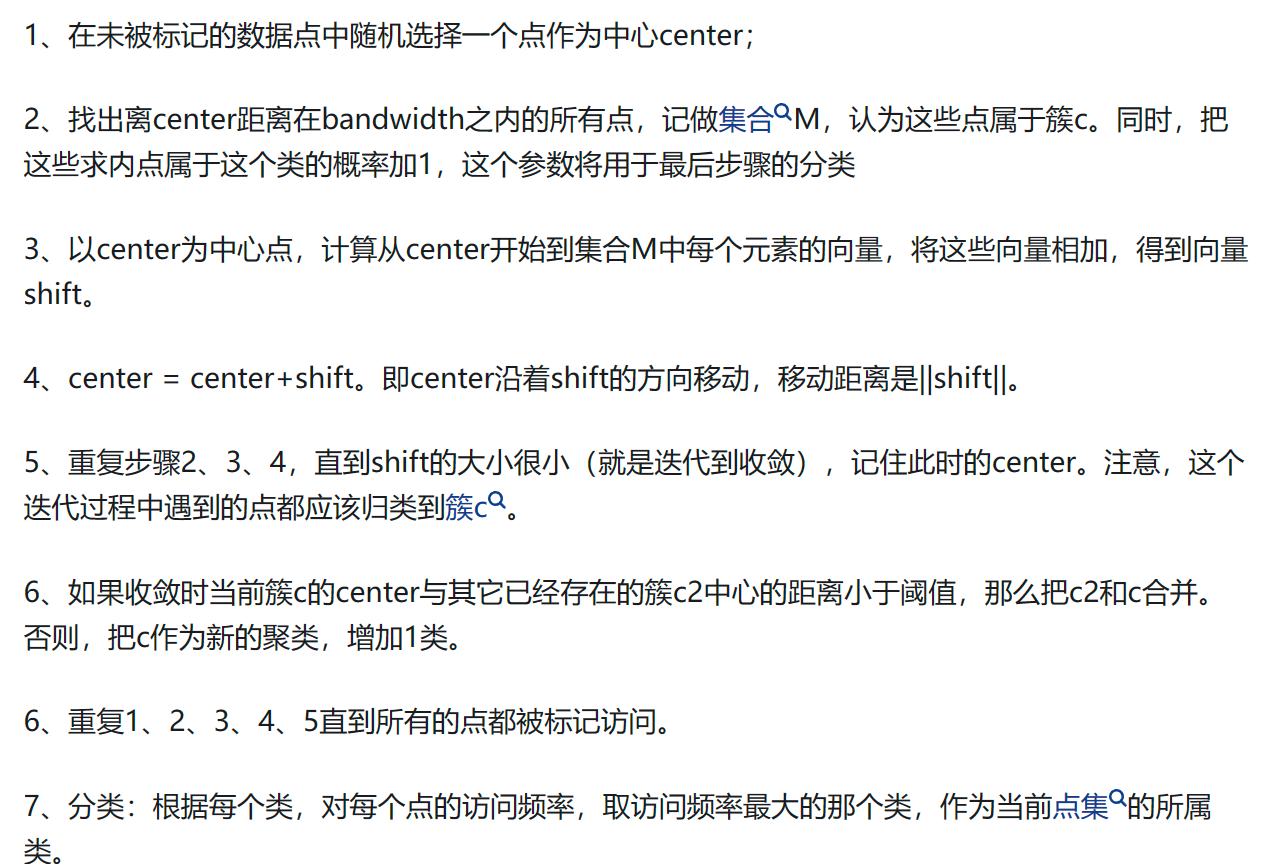 1、在未被标记的数据点中随机选择一个点作为中心center；
2、找出离center距离在bandwidth之内的所有点，记做集合M，认为这些点属于簇c。同时，把
这些求内点属于这个类的概率加1，这个参数将用于最后步骤的分类
3、以center为中心点，计算从center开始到集合M中每个元素的向量，将这些向量相加，得到向量
shift。
4、center = center+shift。即center沿着shift的方向移动，移动距离是||shift||。
5、重复步骤2、3、4，直到shift的大小很小（就是迭代到收敛），记住此时的center。注意，这个
迭代过程中遇到的点都应该归类到簇c。
6、如果收敛时当前簇c的center与其它已经存在的簇c2中心的距离小于阈值，那么把c2和c合并。
否则，把c作为新的聚类，增加1类。
6、重复1、2、3、4、5直到所有的点都被标记访问。
7、分类：根据每个类，对每个点的访问频率，取访问频率最大的那个类，作为当前点集的所属
类。